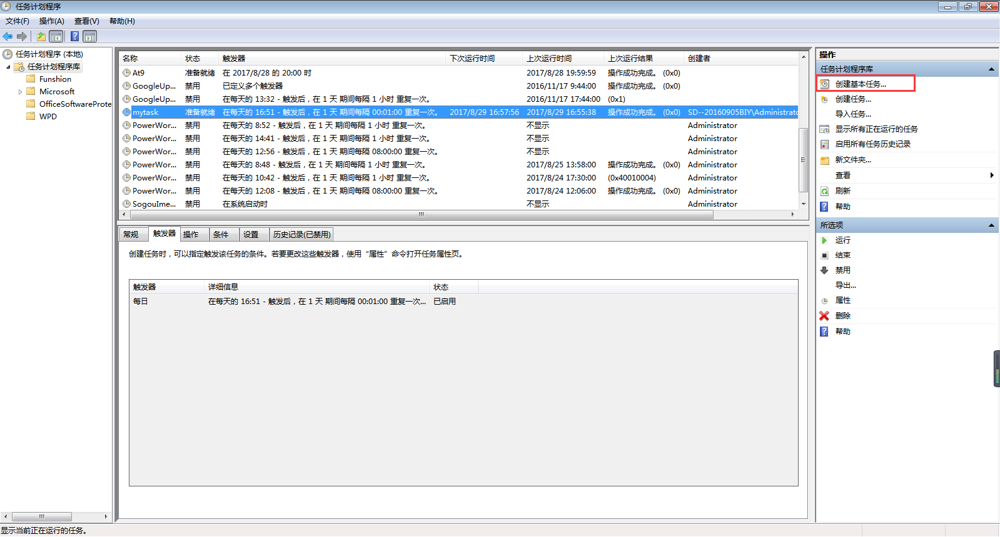 任务计划程序
文件(F) 操作(A) 查看(V) 帮助(H)
任务计划程序 (本地)
任务计划程序库
Funshion
Microsoft
OfficeSoftwareProte
WPD
名称 状态 触发器 下次运行时间 上次运行时间 上次运行结果 创建者
At9 准备就绪 在 2017/8/28 的 20:00 时 2017/8/28 19:59:59 操作成功完成。 (0x0)
GoogleUp... 禁用 已定义多个触发器 2016/11/17 9:44:00 操作成功完成。 (0x0)
GoogleUp... 禁用 在每天的 13:32 - 触发后，在 1 天 期间每隔 1 小时 重复一次。 2016/11/17 17:44:00 (0x1)
mytask 准备就绪 在每天的 16:51 - 触发后，在 1 天 期间每隔 00:01:00 重复一次。 2017/8/29 16:57:56 2017/8/29 16:55:38 操作成功完成。 (0x0) SD--20160905BIY\Administrato
PowerWor... 禁用 在每天的 8:52 - 触发后，在 1 天 期间每隔 1 小时 重复一次。 不显示 Administrator
PowerWor... 禁用 在每天的 14:41 - 触发后，在 1 天 期间每隔 1 小时 重复一次。 不显示 Administrator
PowerWor... 禁用 在每天的 12:56 - 触发后，在 1 天 期间每隔 08:00:00 重复一次。 不显示 Administrator
PowerWor... 禁用 在每天的 8:48 - 触发后，在 1 天 期间每隔 1 小时 重复一次。 2017/8/25 13:58:00 操作成功完成。 (0x0) Administrator
PowerWor... 禁用 在每天的 10:42 - 触发后，在 1 天 期间每隔 1 小时 重复一次。 2017/8/24 17:30:00 (0x40010004) Administrator
PowerWor... 禁用 在每天的 12:08 - 触发后，在 1 天 期间每隔 08:00:00 重复一次。 2017/8/24 12:06:00 操作成功完成。 (0x0) Administrator
SogouIme... 禁用 在系统启动时 不显示 Administrator
常规 触发器 操作 条件 设置 历史记录(已禁用)
创建任务时，可以指定触发该任务的条件。若要更改这些触发器，使用“属性”命令打开任务属性页。
触发器 详细信息 状态
每日 在每天的 16:51 - 触发后，在 1 天 期间每隔 00:01:00 重复一次... 已启用
操作
任务计划程序库
创建基本任务...
创建任务...
导入任务...
显示所有正在运行的任务
启用所有任务历史记录
新文件夹...
查看
刷新
帮助
所选项
运行
结束
禁用
导出...
属性
删除
帮助
显示当前正在运行的任务。